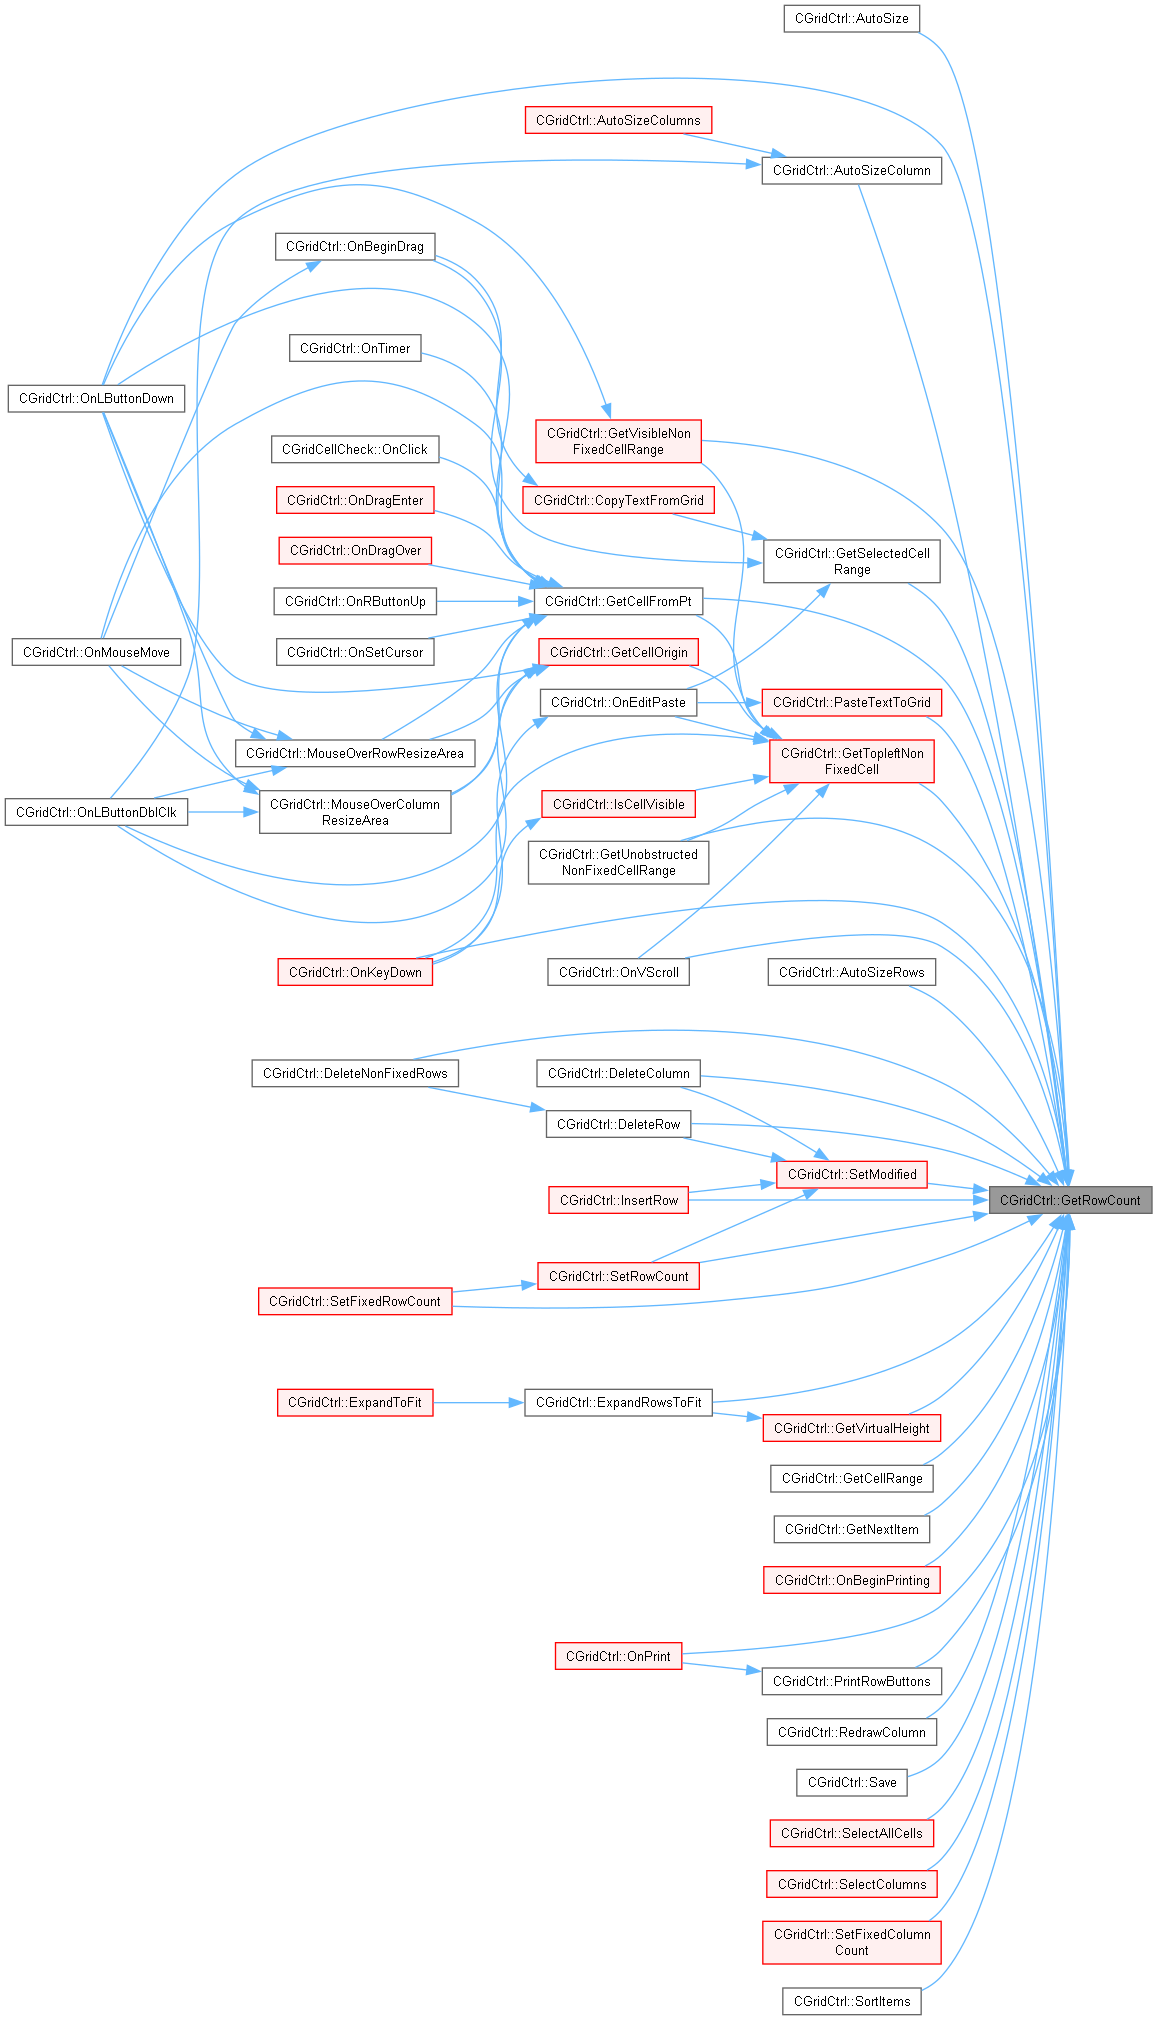 CGridCtrl::AutoSize
CGridCtrl::AutoSizeColumns
CGridCtrl::AutoSizeColumn
CGridCtrl::OnBeginDrag
CGridCtrl::OnTimer
CGridCtrl::OnLButtonDown
CGridCtrl::GetVisibleNon
FixedCellRange
CGridCellCheck::OnClick
CGridCtrl::OnDragEnter
CGridCtrl::CopyTextFromGrid
CGridCtrl::OnDragOver
CGridCtrl::GetSelectedCell
Range
CGridCtrl::OnRButtonUp
CGridCtrl::GetCellFromPt
CGridCtrl::OnMouseMove
CGridCtrl::OnSetCursor
CGridCtrl::GetCellOrigin
CGridCtrl::OnEditPaste
CGridCtrl::PasteTextToGrid
CGridCtrl::MouseOverRowResizeArea
CGridCtrl::GetTopleftNon
FixedCell
CGridCtrl::OnLButtonDblClk
CGridCtrl::MouseOverColumn
ResizeArea
CGridCtrl::IsCellVisible
CGridCtrl::GetUnobstructed
NonFixedCellRange
CGridCtrl::OnKeyDown
CGridCtrl::OnVScroll
CGridCtrl::AutoSizeRows
CGridCtrl::DeleteNonFixedRows
CGridCtrl::DeleteColumn
CGridCtrl::DeleteRow
CGridCtrl::SetModified
CGridCtrl::InsertRow
CGridCtrl::GetRowCount
CGridCtrl::SetRowCount
CGridCtrl::SetFixedRowCount
CGridCtrl::ExpandToFit
CGridCtrl::ExpandRowsToFit
CGridCtrl::GetVirtualHeight
CGridCtrl::GetCellRange
CGridCtrl::GetNextItem
CGridCtrl::OnBeginPrinting
CGridCtrl::OnPrint
CGridCtrl::PrintRowButtons
CGridCtrl::RedrawColumn
CGridCtrl::Save
CGridCtrl::SelectAllCells
CGridCtrl::SelectColumns
CGridCtrl::SetFixedColumn
Count
CGridCtrl::SortItems